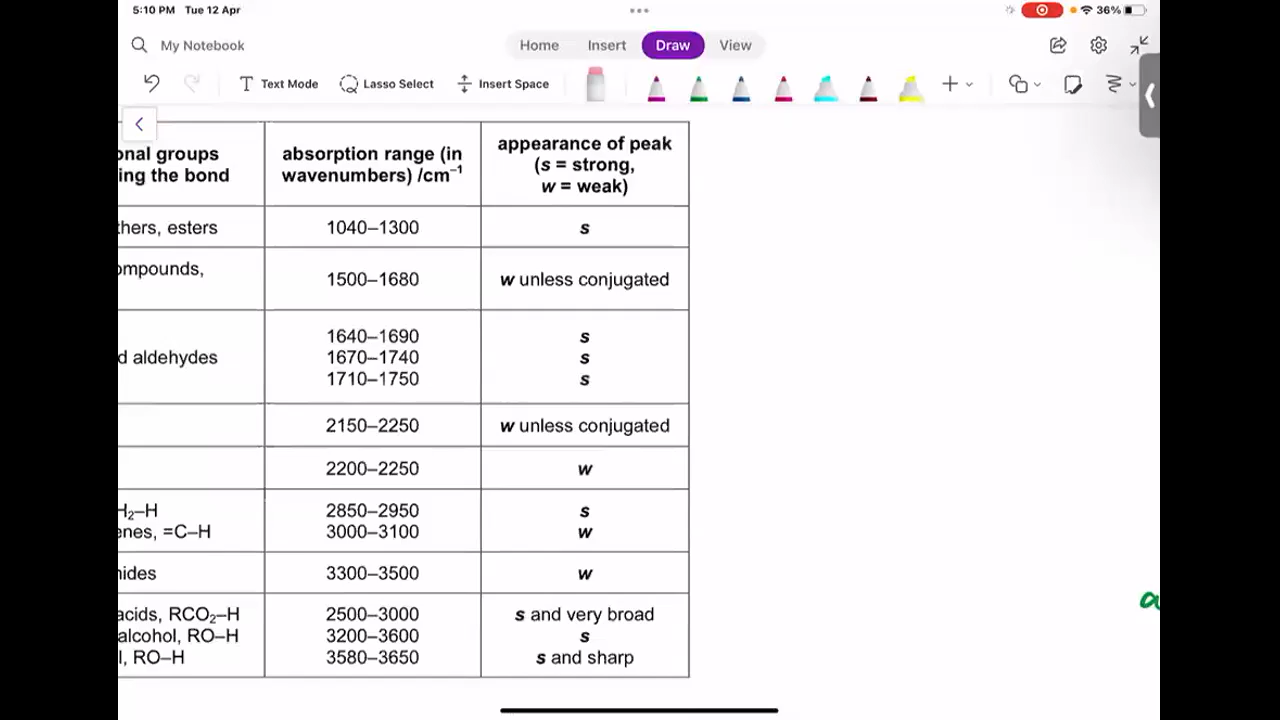 5:10 PM Tue 12 Apr
36%
My Notebook
Home Insert Draw View
Text Mode Lasso Select Insert Space
onal groups
ing the bond
absorption range (in
wavenumbers) /cm⁻¹
appearance of peak
(s = strong,
w = weak)
thers, esters 1040–1300 s
ompounds, 1500–1680 w unless conjugated
1640–1690 s
d aldehydes 1670–1740 s
1710–1750 s
2150–2250 w unless conjugated
2200–2250 w
H₂–H 2850–2950 s
enes, =C–H 3000–3100 w
ides 3300–3500 w
acids, RCO₂–H 2500–3000 s and very broad
alcohol, RO–H 3200–3600 s
l, RO–H 3580–3650 s and sharp
a